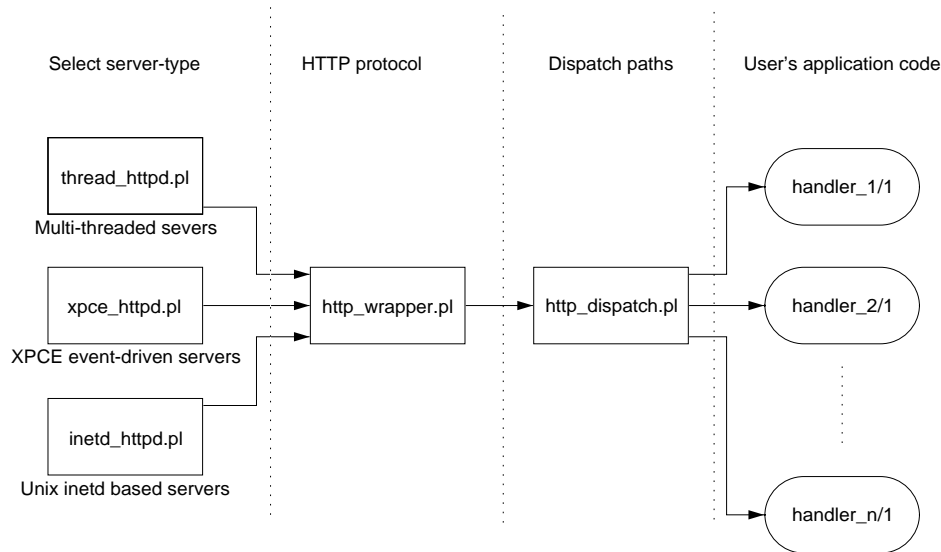 Select server-type
HTTP protocol
Dispatch paths
User's application code
thread_httpd.pl
Multi-threaded severs
xpce_httpd.pl
XPCE event-driven servers
inetd_httpd.pl
Unix inetd based servers
http_wrapper.pl
http_dispatch.pl
handler_1/1
handler_2/1
handler_n/1